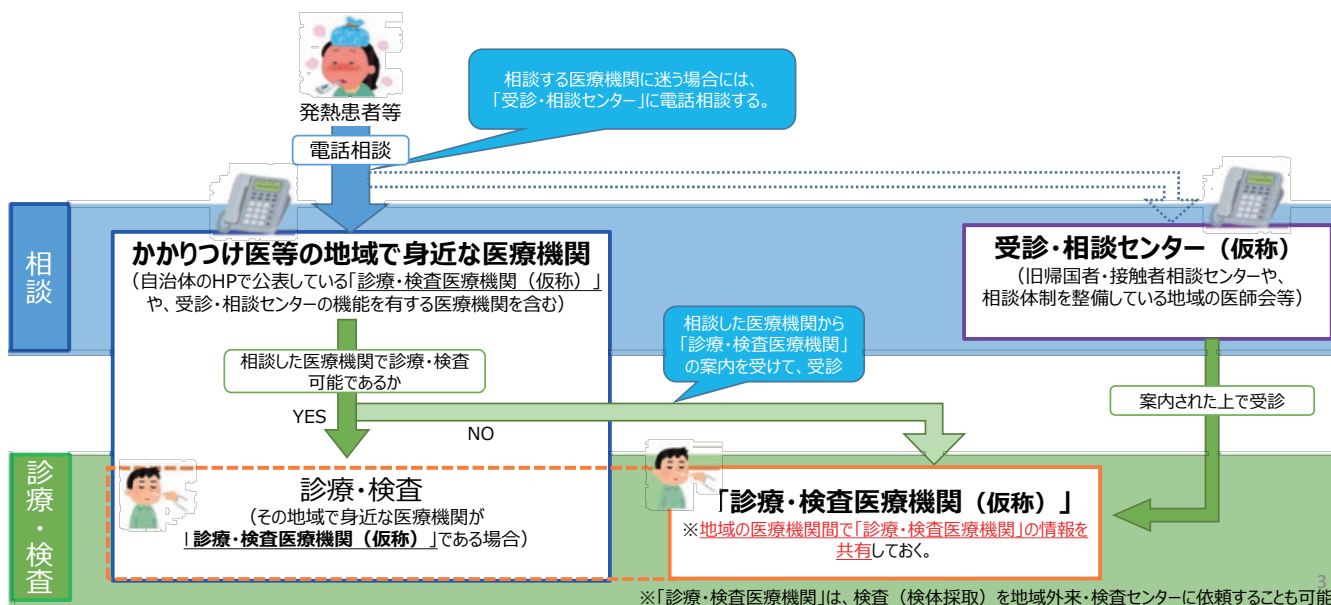 発熱患者等
電話相談
相談する医療機関に迷う場合には、
「受診・相談センター」に電話相談する。
相談
かかりつけ医等の地域で身近な医療機関
(自治体のHPで公表している「診療・検査医療機関(仮称)」
や、受診・相談センターの機能を有する医療機関を含む)
受診・相談センター(仮称)
(旧帰国者・接触者相談センターや、
相談体制を整備している地域の医師会等)
相談した医療機関で診療・検査
可能であるか
相談した医療機関から
「診療・検査医療機関」
の案内を受けて、受診
YES
NO
案内された上で受診
診療・検査
診療・検査
(その地域で身近な医療機関が
「診療・検査医療機関(仮称)」である場合)
「診療・検査医療機関(仮称)」
※地域の医療機関間で「診療・検査医療機関」の情報を
共有しておく。
3
※「診療・検査医療機関」は、検査(検体採取)を地域外来・検査センターに依頼することも可能